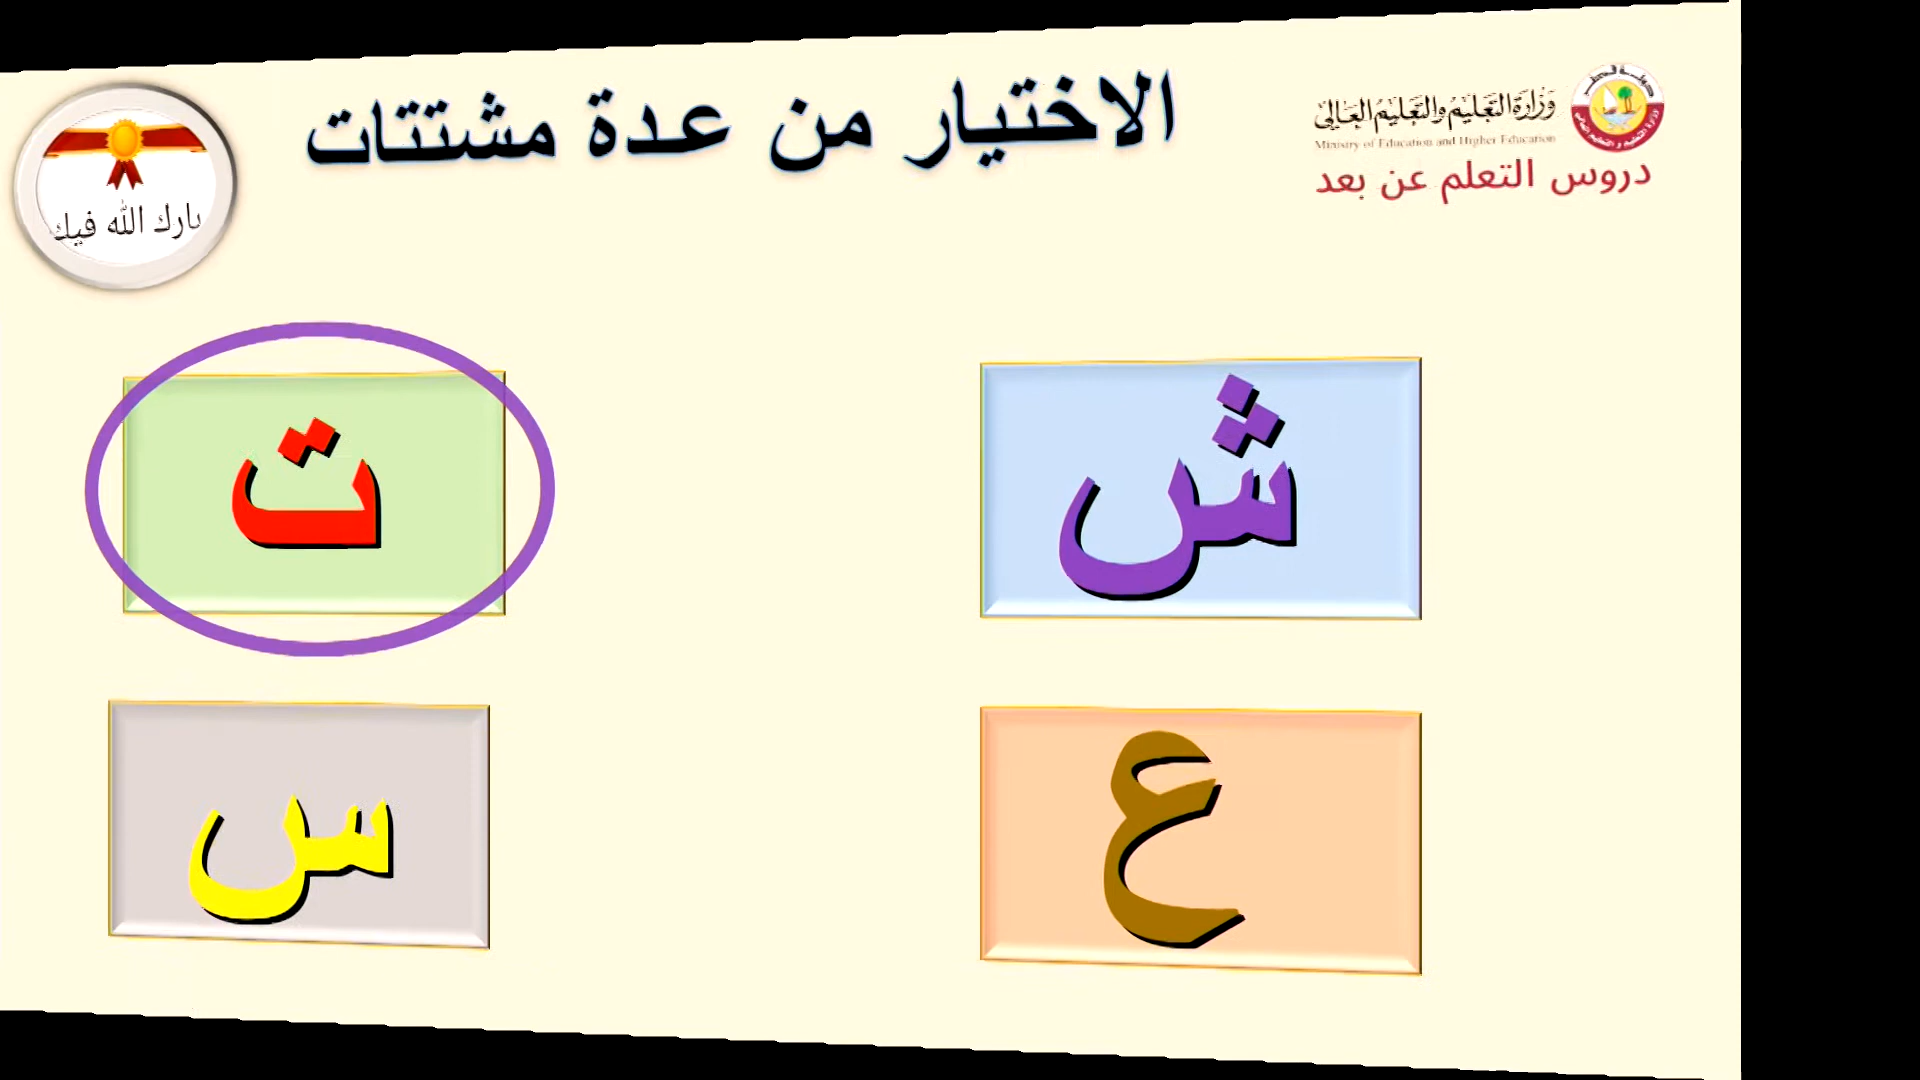 الاختيار من عدة مشتتات
وزارة التعليم والتعليم العالي
Ministry of Education and Higher Education
دروس التعلم عن بعد
بارك الله فيك
ش
ت
ع
س